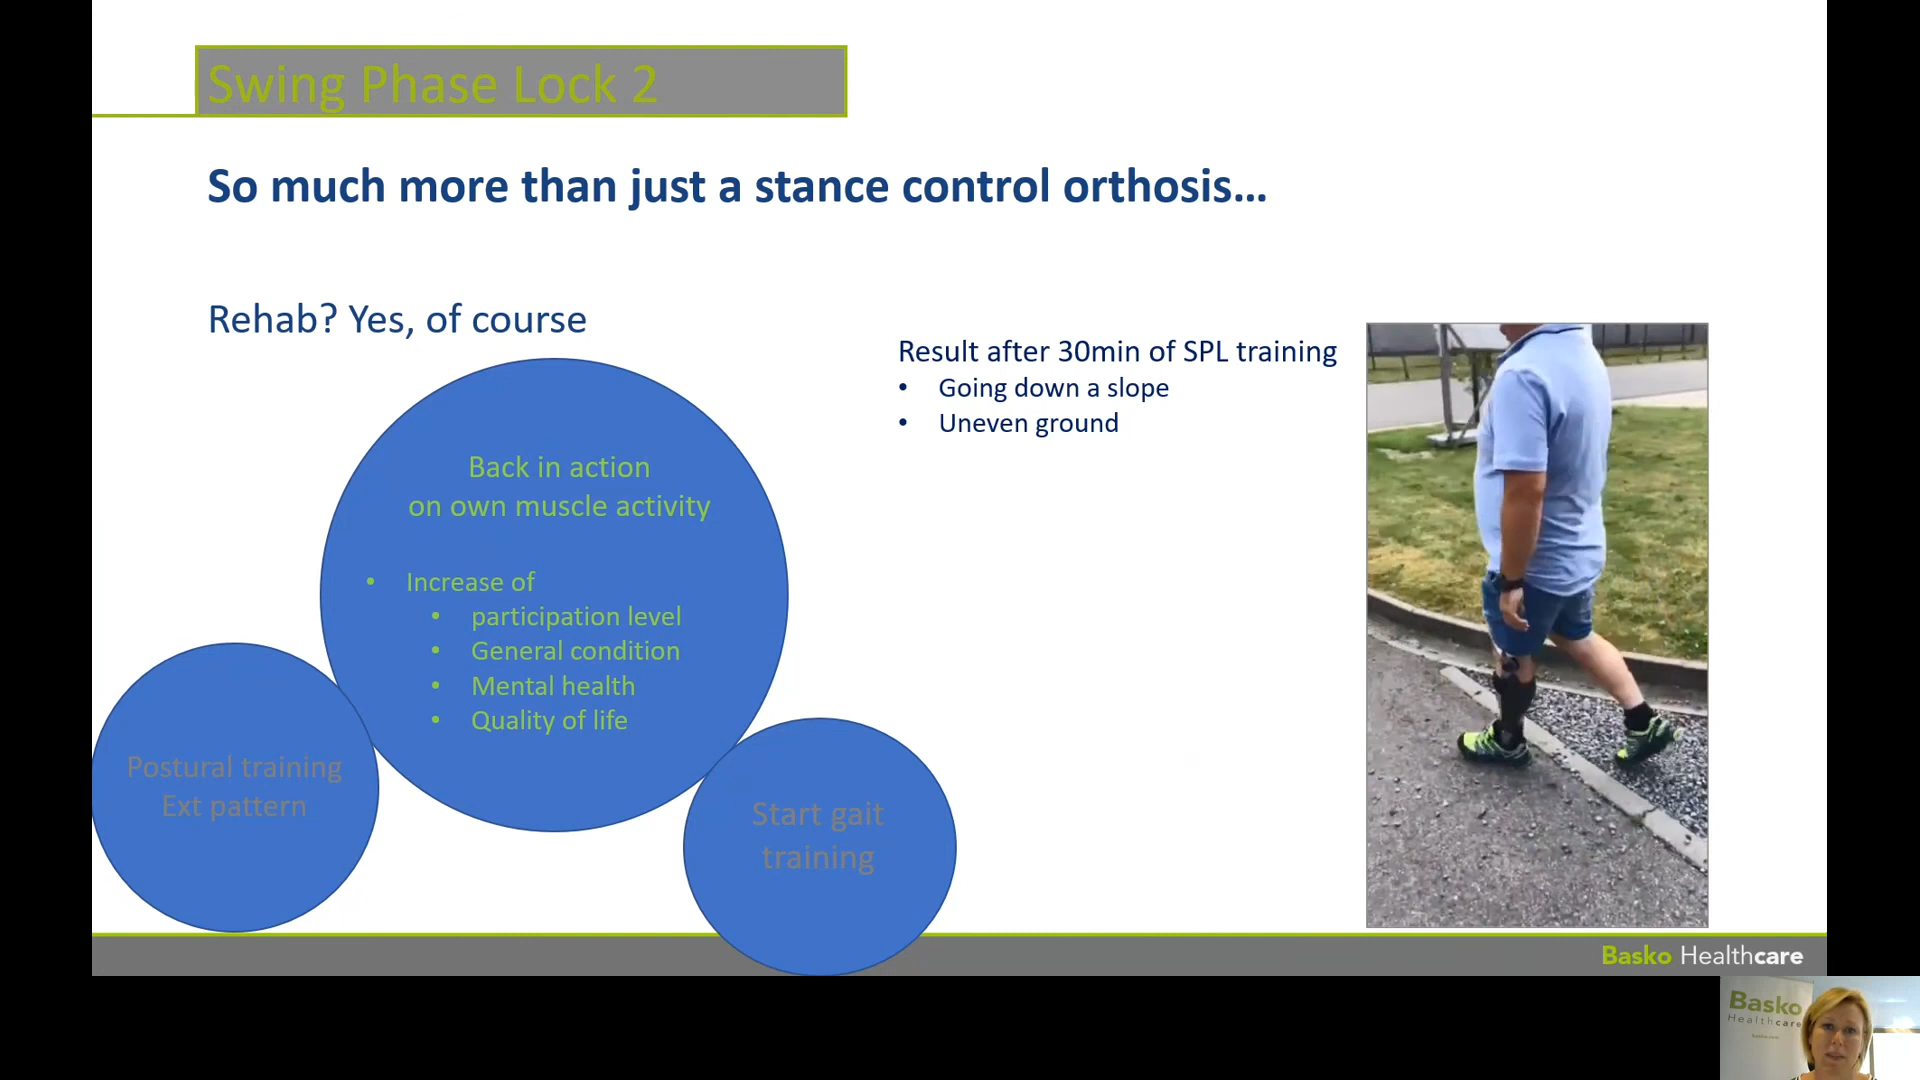 Swing Phase Lock 2
So much more than just a stance control orthosis...
Rehab? Yes, of course
Result after 30min of SPL training
• Going down a slope
• Uneven ground
Back in action
on own muscle activity
• Increase of
• participation level
• General condition
• Mental health
• Quality of life
Postural training
Ext pattern
Start gait
training
Basko Healthcare
Basko
Healthcare